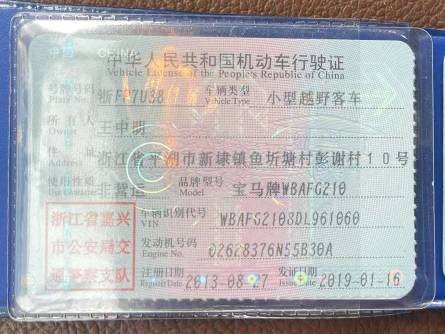 中国 CHINA
中华人民共和国机动车行驶证
Vehicle License of the People's Republic of China
号牌号码 浙FP7U38 车辆类型 小型越野客车
Plate No. Vehicle Type
所有人 王中明
Owner
住址 浙江省平湖市新埭镇鱼圻塘村彭谢村10号
Address
使用性质 非营运 品牌型号 宝马牌WBAFG210
Use Character Model
浙江省嘉兴
市公安局交
通警察支队
车辆识别代号 WBAFG2108DL961060
VIN
发动机号码 02628376N55B30A
Engine No.
注册日期 2013-08-27 发证日期 2019-01-16
Register Date Issue Date